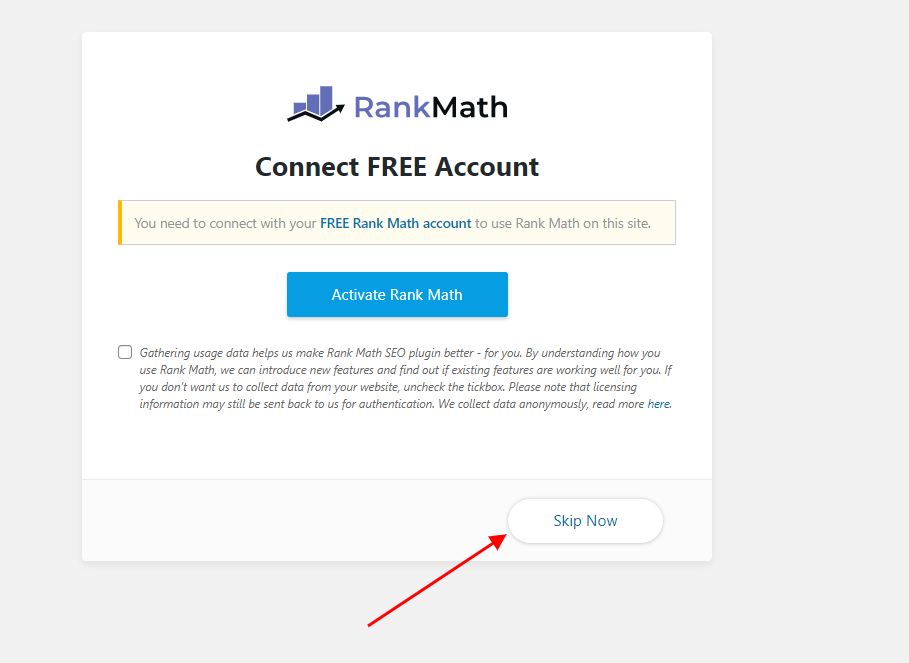 RankMath
Connect FREE Account
You need to connect with your FREE Rank Math account to use Rank Math on this site.
Activate Rank Math
Gathering usage data helps us make Rank Math SEO plugin better - for you. By understanding how you
use Rank Math, we can introduce new features and find out if existing features are working well for you. If
you don't want us to collect data from your website, uncheck the tickbox. Please note that licensing
information may still be sent back to us for authentication. We collect data anonymously, read more here.
Skip Now